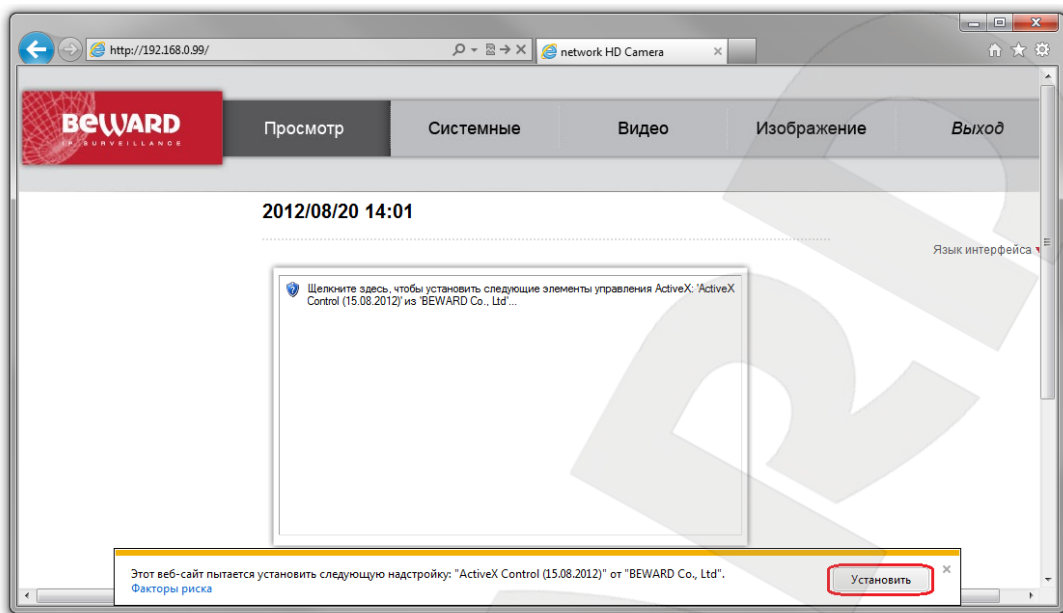 http://192.168.0.99/
network HD Camera
BEWARD
IP SURVEILLANCE
Просмотр
Системные
Видео
Изображение
Выход
2012/08/20 14:01
Язык интерфейса
Щелкните здесь, чтобы установить следующие элементы управления ActiveX: 'ActiveX
Control (15.08.2012)' из 'BEWARD Co., Ltd'...
Этот веб-сайт пытается установить следующую надстройку: "ActiveX Control (15.08.2012)" от "BEWARD Co., Ltd".
Факторы риска
Установить